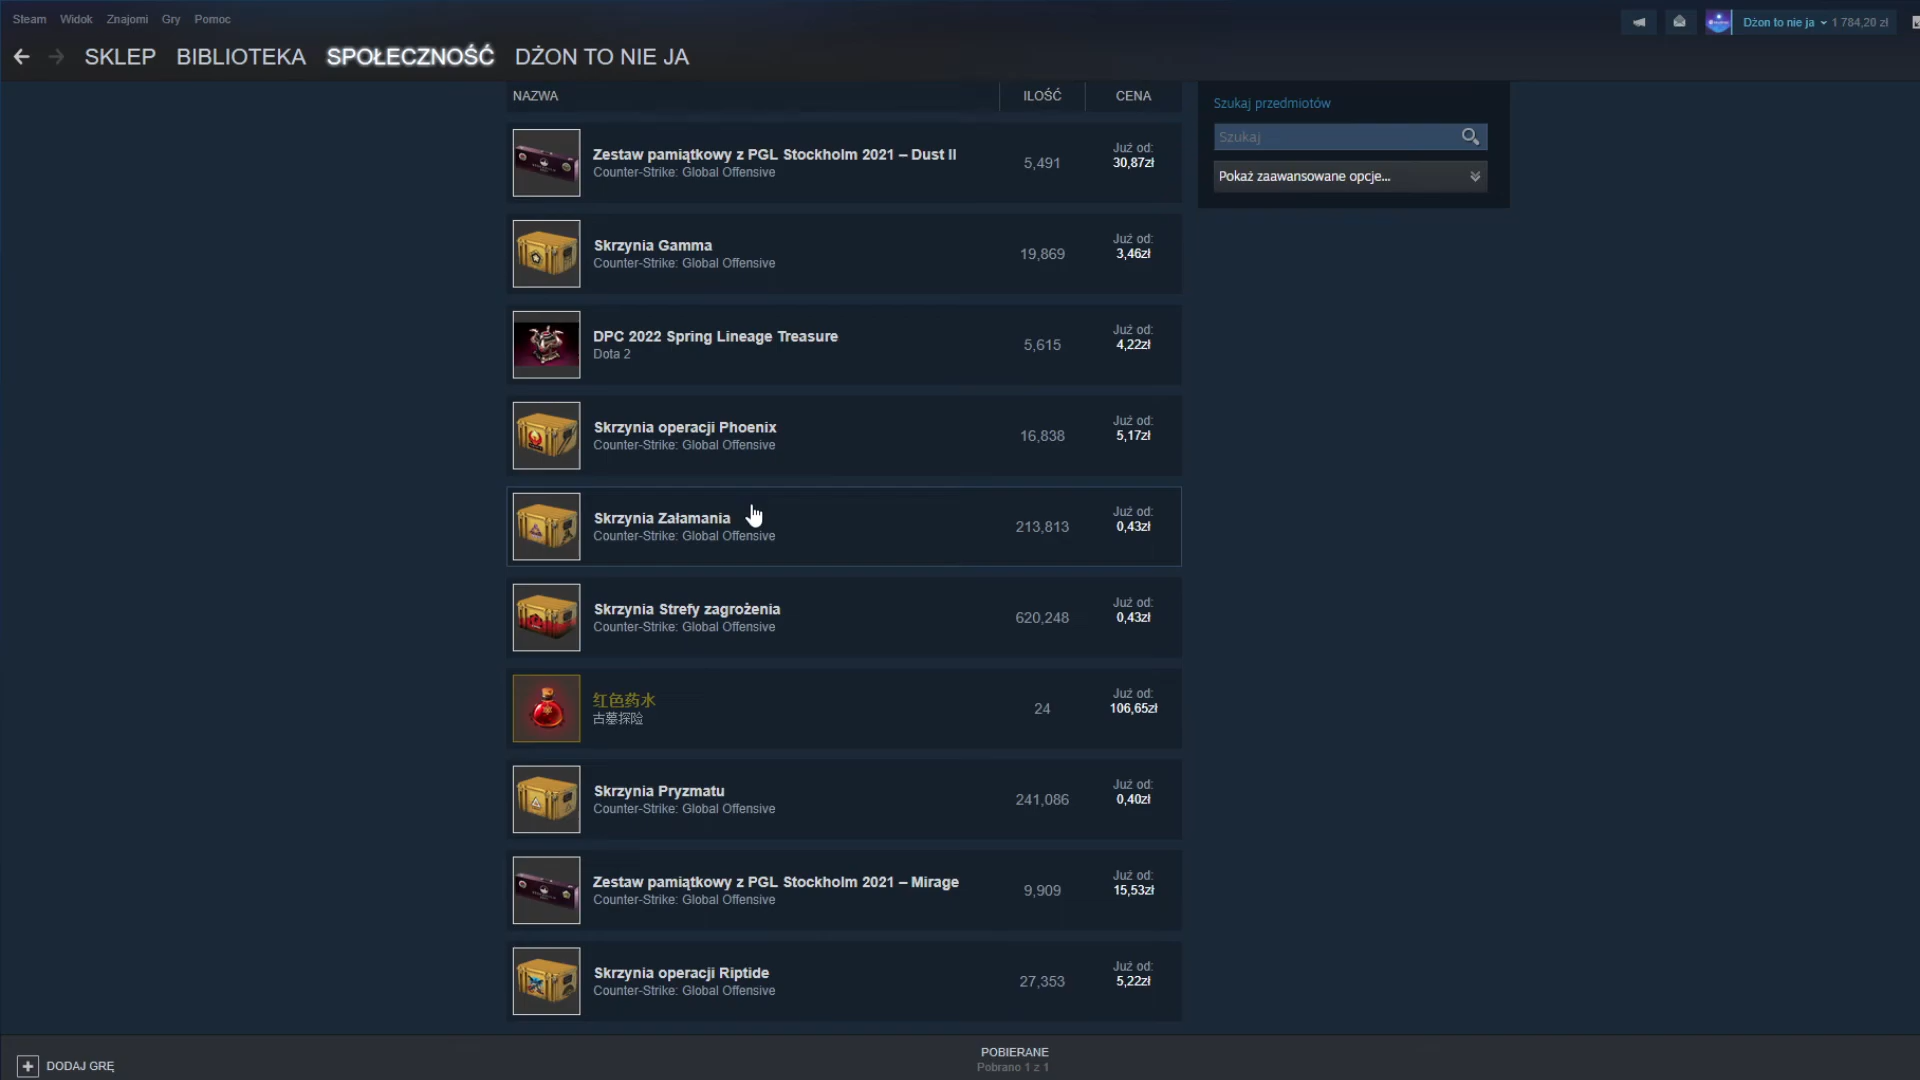 Steam Widok Znajomi Gry Pomoc
Dżon to nie ja 1 784,20 zł
SKLEP BIBLIOTEKA SPOŁECZNOŚĆ DŻON TO NIE JA
NAZWA ILOŚĆ CENA
Szukaj przedmiotów
Szukaj
Pokaż zaawansowane opcje...
Zestaw pamiątkowy z PGL Stockholm 2021 – Dust II
Counter-Strike: Global Offensive
5,491
Już od:
30,87zł
Skrzynia Gamma
Counter-Strike: Global Offensive
19,869
Już od:
3,46zł
DPC 2022 Spring Lineage Treasure
Dota 2
5,615
Już od:
4,22zł
Skrzynia operacji Phoenix
Counter-Strike: Global Offensive
16,838
Już od:
5,17zł
Skrzynia Załamania
Counter-Strike: Global Offensive
213,813
Już od:
0,43zł
Skrzynia Strefy zagrożenia
Counter-Strike: Global Offensive
620,248
Już od:
0,43zł
红色药水
古墓探险
24
Już od:
106,65zł
Skrzynia Pryzmatu
Counter-Strike: Global Offensive
241,086
Już od:
0,40zł
Zestaw pamiątkowy z PGL Stockholm 2021 – Mirage
Counter-Strike: Global Offensive
9,909
Już od:
15,53zł
Skrzynia operacji Riptide
Counter-Strike: Global Offensive
27,353
Już od:
5,22zł
DODAJ GRĘ
POBIERANE
Pobrano 1 z 1